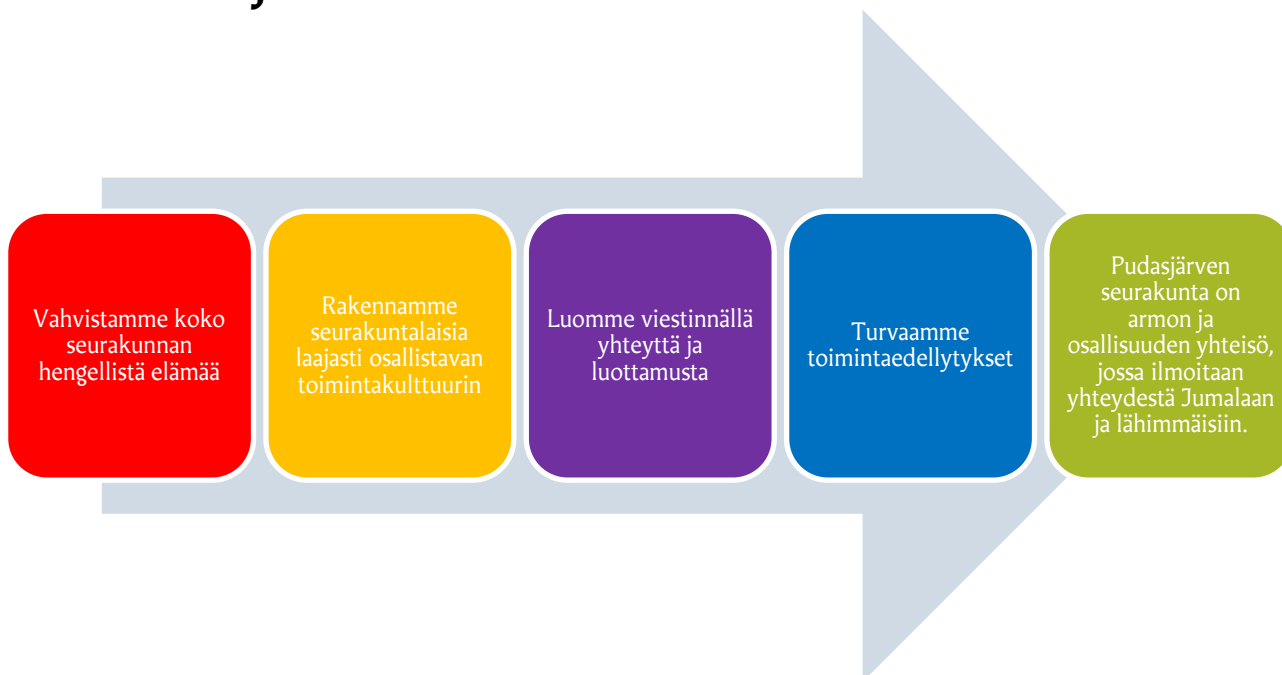 Vahvistamme koko
seurakunnan
hengellistä elämää
Rakennamme
seurakuntalaisia
laajasti osallistavan
toimintakulttuurin
Luomme viestinnällä
yhteyttä ja
luottamusta
Turvaamme
toimintaedellytykset
Pudasjärven
seurakunta on
armon ja
osallisuuden yhteisö,
jossa ilmoitaan
yhteydestä Jumalaan
ja lähimmäisiin.